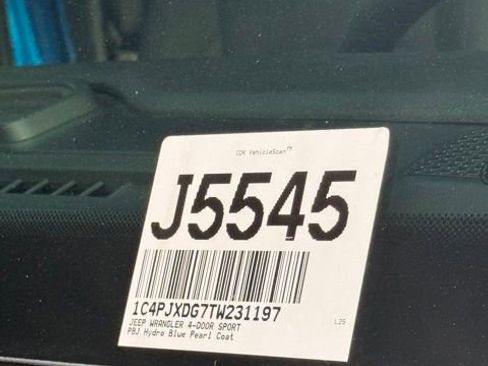 CDK VehicleScan™
J5545
1C4PJXDG7TW231197
JEEP WRANGLER 4-DOOR SPORT
PBJ Hydro Blue Pearl Coat
L25